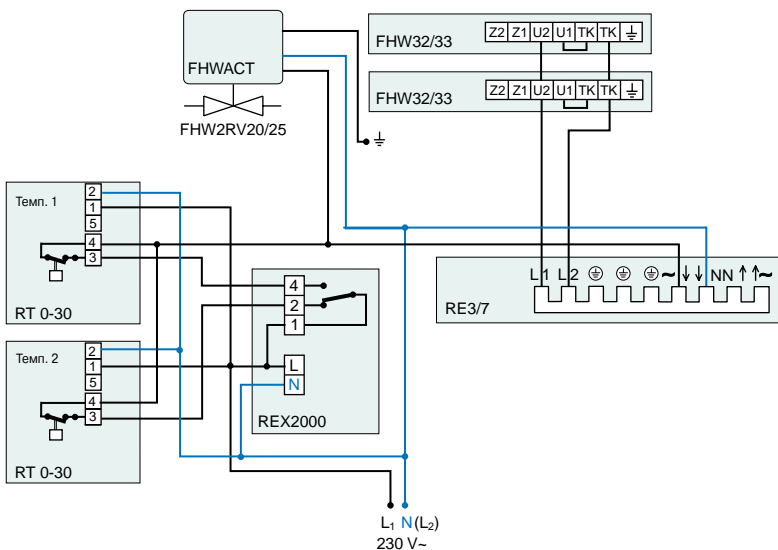 FHWACT
FHW2RV20/25
FHW32/33
Z2 Z1 U2 U1 TK TK ⏚
FHW32/33
Z2 Z1 U2 U1 TK TK ⏚
⏚
Темп. 1
2
1
5
4
3
RT 0-30
Темп. 2
2
1
5
4
3
RT 0-30
4
2
1
L
N
REX2000
L1 L2 ⏚ ⏚ ⏚ ~ ↓ ↓ NN ↑ ↑ ~
RE3/7
L₁ N (L₂)
230 V~